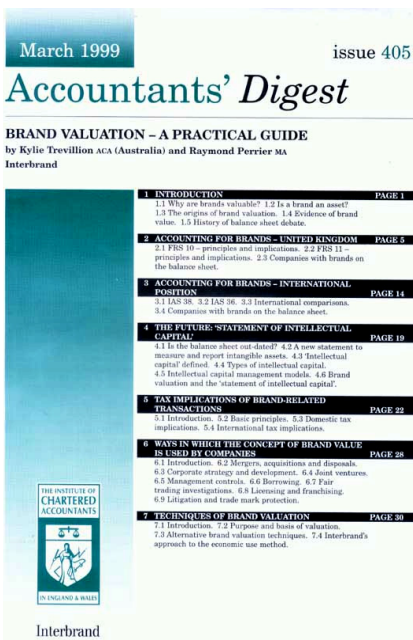 March 1999
issue 405
Accountants' Digest
BRAND VALUATION – A PRACTICAL GUIDE
by Kylie Trevillion ACA (Australia) and Raymond Perrier MA
Interbrand
1 INTRODUCTION PAGE 1
1.1 Why are brands valuable? 1.2 Is a brand an asset?
1.3 The origins of brand valuation. 1.4 Evidence of brand
value. 1.5 History of balance sheet debate.
2 ACCOUNTING FOR BRANDS – UNITED KINGDOM PAGE 5
2.1 FRS 10 – principles and implications. 2.2 FRS 11 –
principles and implications. 2.3 Companies with brands on
the balance sheet.
3 ACCOUNTING FOR BRANDS – INTERNATIONAL
POSITION PAGE 14
3.1 IAS 38. 3.2 IAS 36. 3.3 International comparisons.
3.4 Companies with brands on the balance sheet.
4 THE FUTURE: 'STATEMENT OF INTELLECTUAL
CAPITAL' PAGE 19
4.1 Is the balance sheet out-dated? 4.2 A new statement to
measure and report intangible assets. 4.3 'Intellectual
capital' defined. 4.4 Types of intellectual capital.
4.5 Intellectual capital management models. 4.6 Brand
valuation and the 'statement of intellectual capital'.
5 TAX IMPLICATIONS OF BRAND-RELATED
TRANSACTIONS PAGE 22
5.1 Introduction. 5.2 Basic principles. 5.3 Domestic tax
implications. 5.4 International tax implications.
6 WAYS IN WHICH THE CONCEPT OF BRAND VALUE
IS USED BY COMPANIES PAGE 28
6.1 Introduction. 6.2 Mergers, acquisitions and disposals.
6.3 Corporate strategy and development. 6.4 Joint ventures.
6.5 Management controls. 6.6 Borrowing. 6.7 Fair
trading investigations. 6.8 Licensing and franchising.
6.9 Litigation and trade mark protection.
7 TECHNIQUES OF BRAND VALUATION PAGE 30
7.1 Introduction. 7.2 Purpose and basis of valuation.
7.3 Alternative brand valuation techniques. 7.4 Interbrand's
approach to the economic use method.
THE INSTITUTE OF
CHARTERED
ACCOUNTANTS
IN ENGLAND & WALES
Interbrand